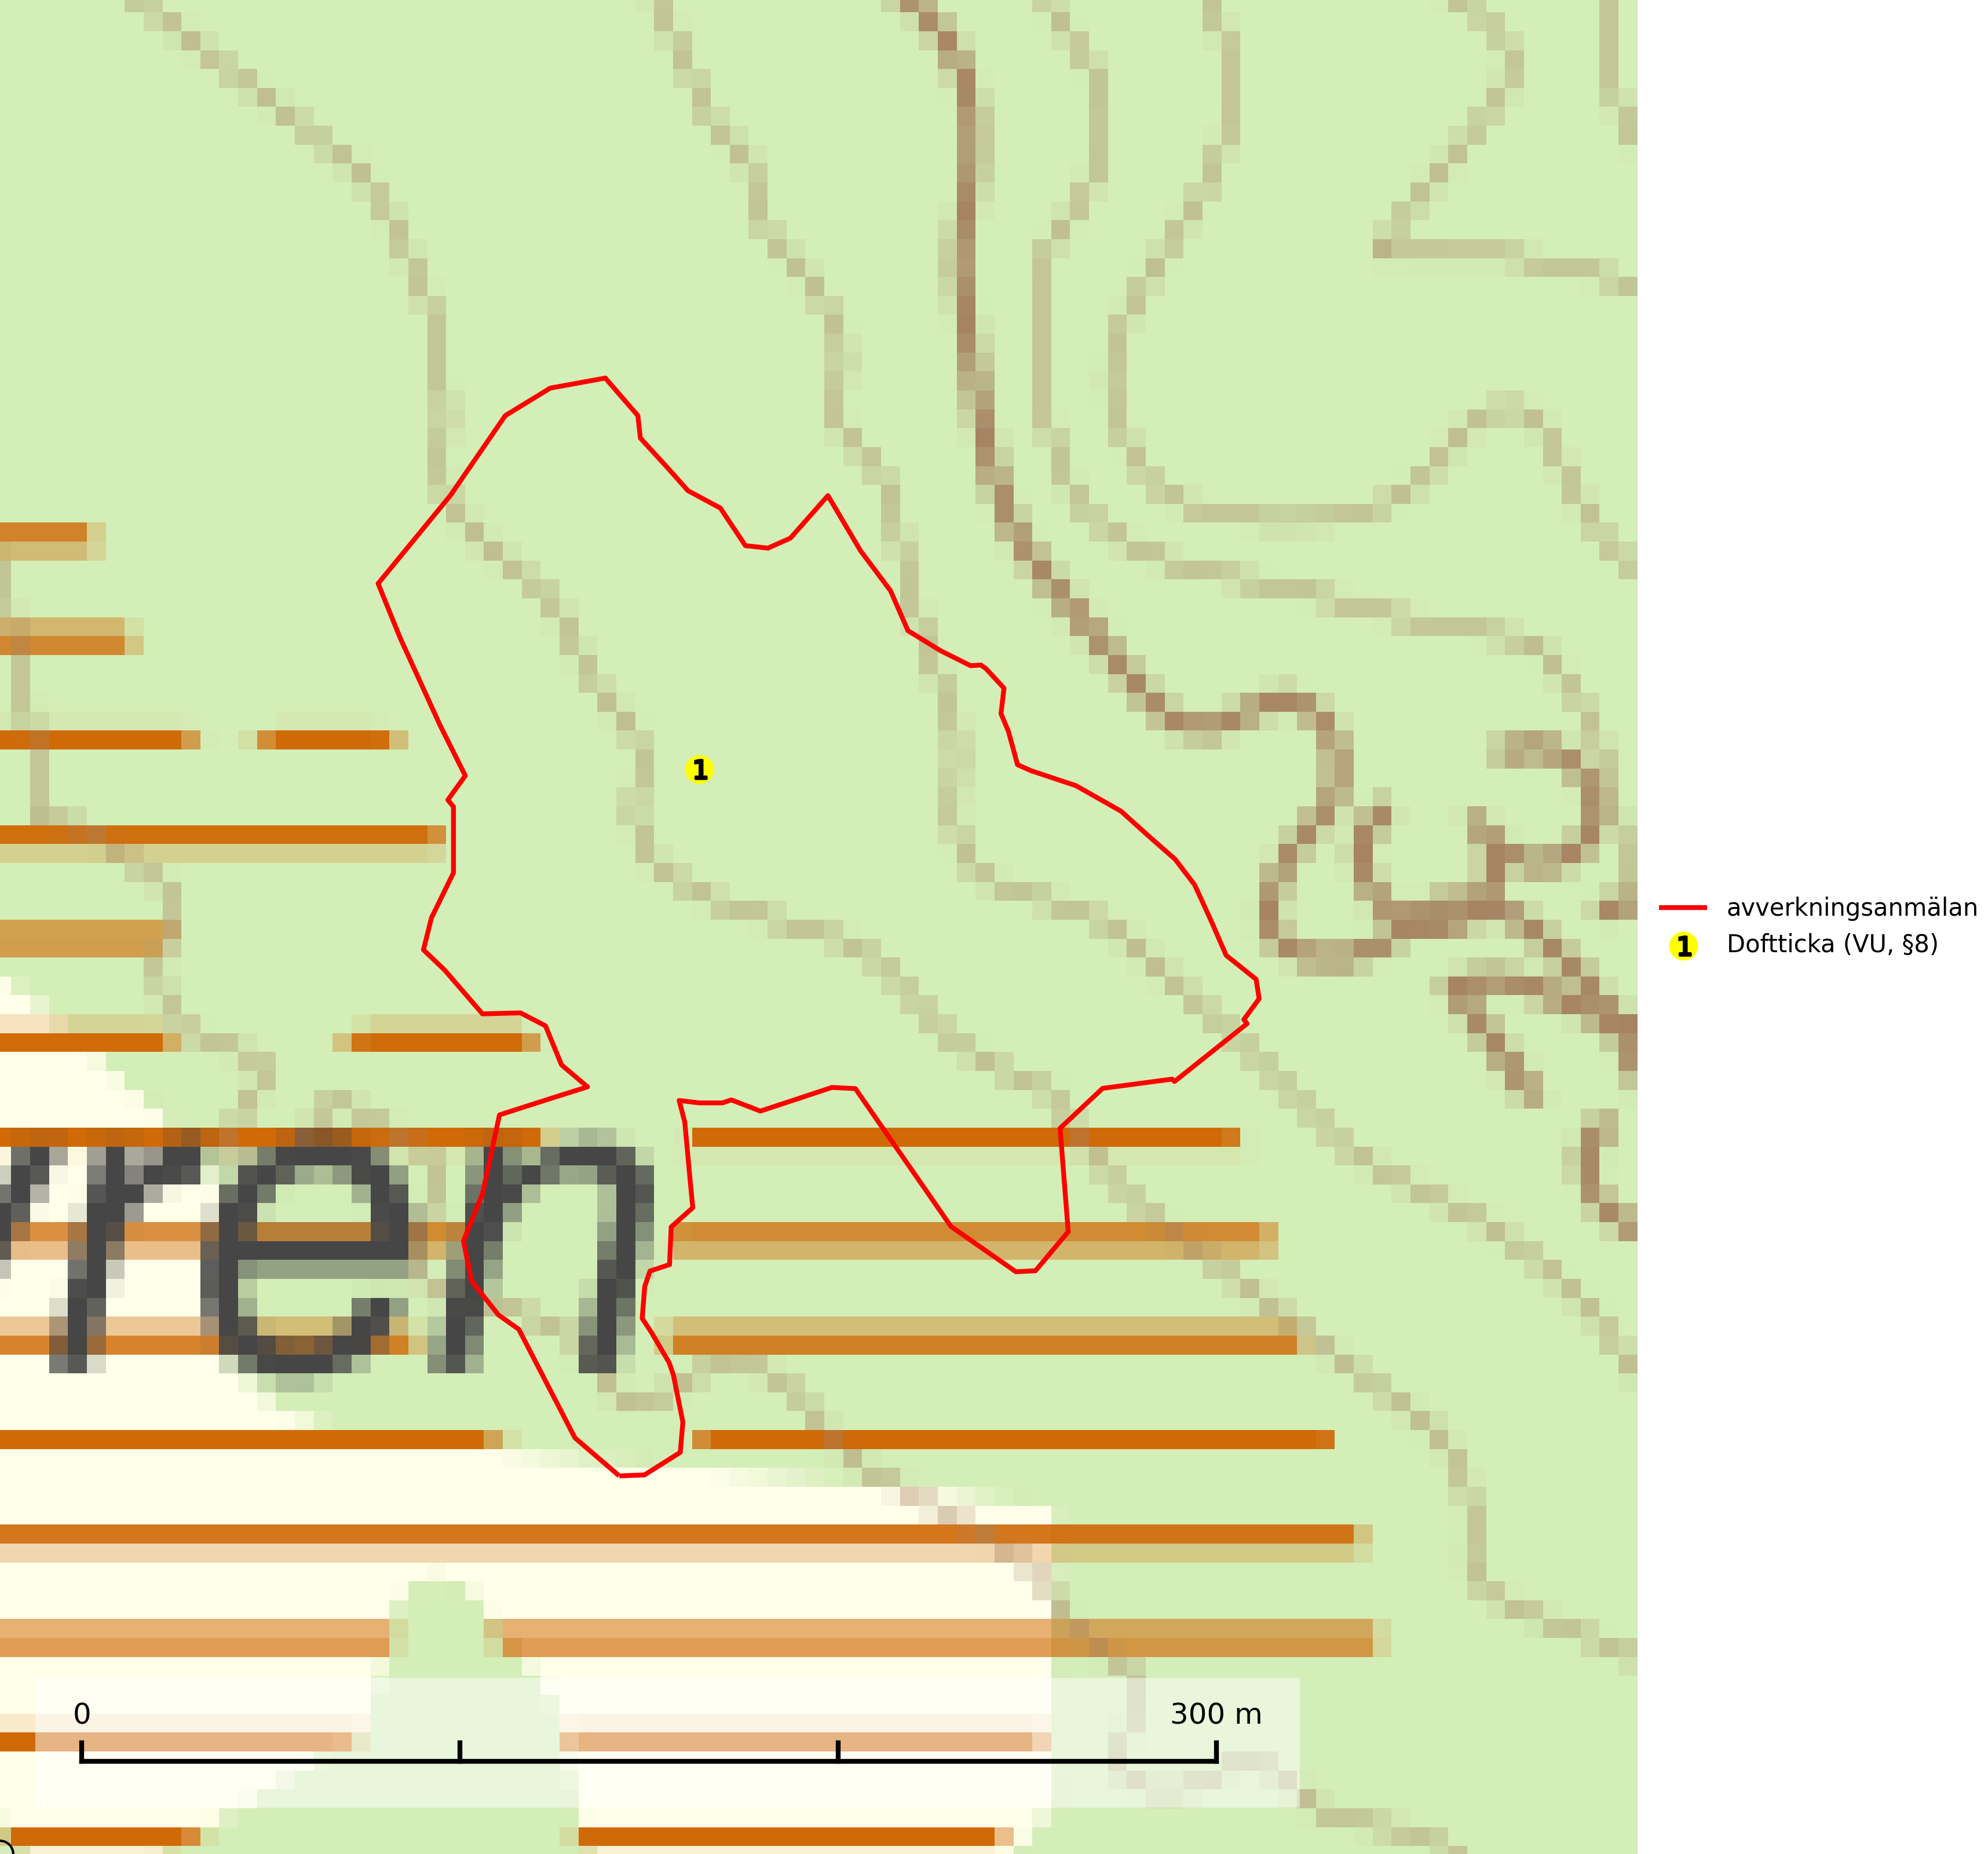 1
ren
avverkningsanmälan
1 Doftticka (VU, §8)
0 300 m